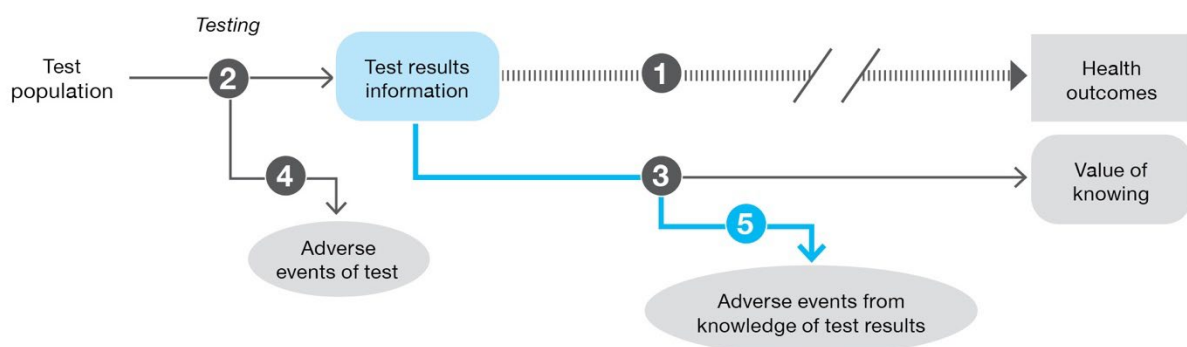 Testing
Test
population
2
Test results
information
1
Health
outcomes
4
3
Value of
knowing
Adverse
events of test
5
Adverse events from
knowledge of test results